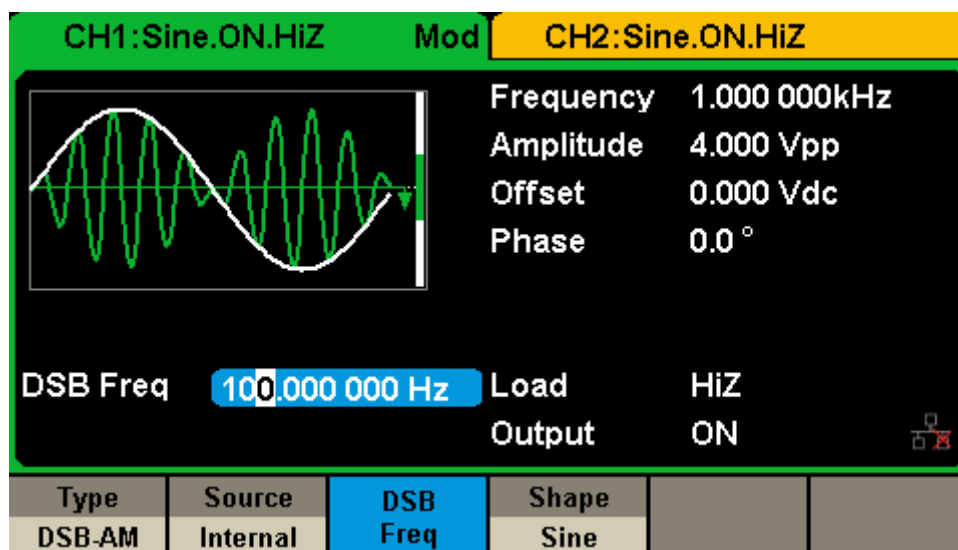 CH1:Sine.ON.HiZ Mod CH2:Sine.ON.HiZ
Frequency 1.000 000kHz
Amplitude 4.000 Vpp
Offset 0.000 Vdc
Phase 0.0 °
DSB Freq 100.000 000 Hz Load HiZ
Output ON
Type Source DSB Shape
DSB-AM Internal Freq Sine